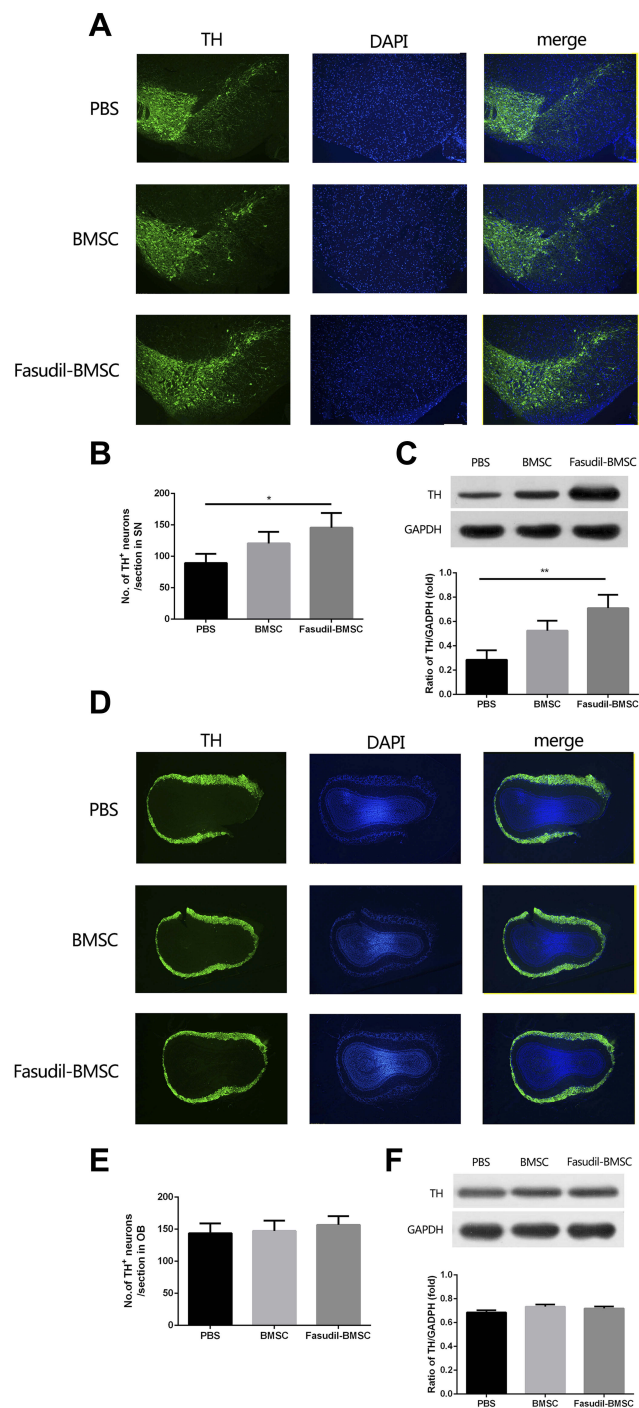 A
TH DAPI merge
PBS
BMSC
Fasudil-BMSC
B
No. of TH+ neurons
/section in SN
200
150
100
50
0
*
PBS BMSC Fasudil-BMSC
C
PBS BMSC Fasudil-BMSC
TH
GAPDH
Ratio of TH/GADPH (fold)
1.0
0.8
0.6
0.4
0.2
**
PBS BMSC Fasudil-BMSC
D
TH DAPI merge
PBS
BMSC
Fasudil-BMSC
E
No.of TH+ neurons
/section in OB
200
150
100
50
0
PBS BMSC Fasudil-BMSC
F
PBS BMSC Fasudil-BMSC
TH
GAPDH
Ratio of TH/GADPH (fold)
1.0
0.8
0.6
0.4
0.2
0.0
PBS BMSC Fasudil-BMSC